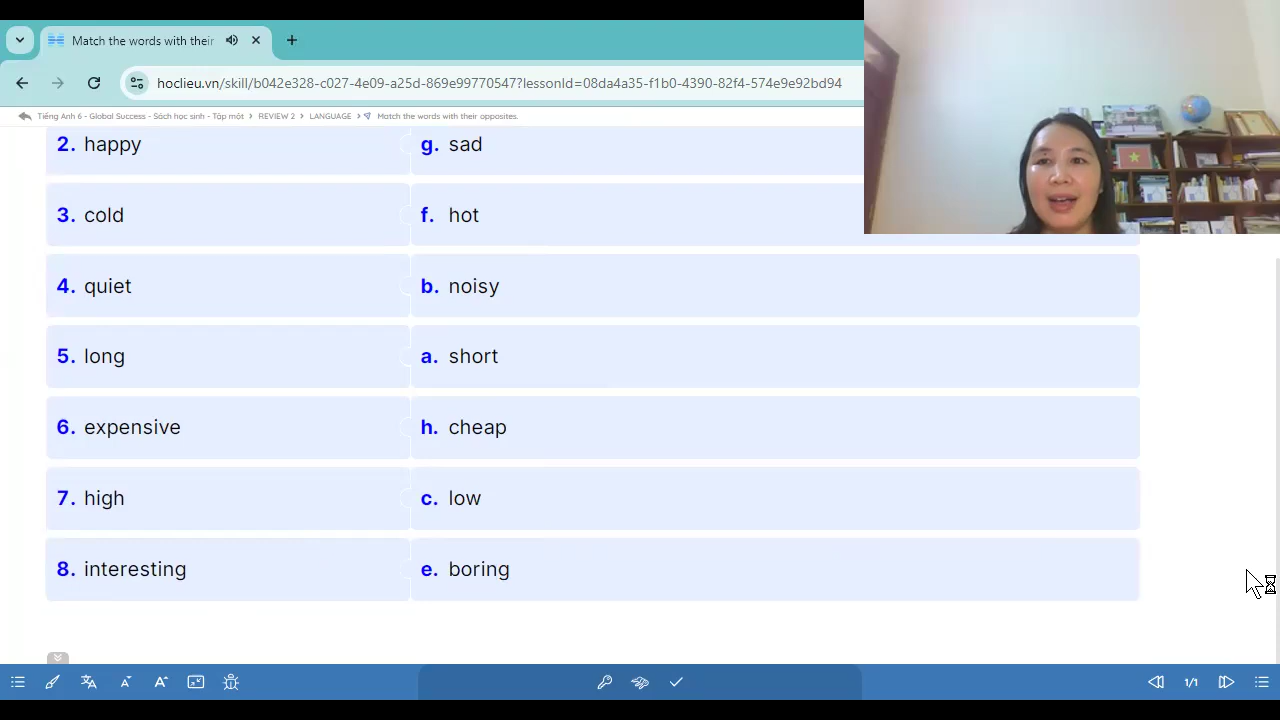 Match the words with their
hoclieu.vn/skill/b042e328-c027-4e09-a25d-869e99770547?lessonId=08da4a35-f1b0-4390-82f4-574e9e92bd94
Tiếng Anh 6 - Global Success - Sách học sinh - Tập một > REVIEW 2 > LANGUAGE > Match the words with their opposites.
2. happy g. sad
3. cold f. hot
4. quiet b. noisy
5. long a. short
6. expensive h. cheap
7. high c. low
8. interesting e. boring
1/1